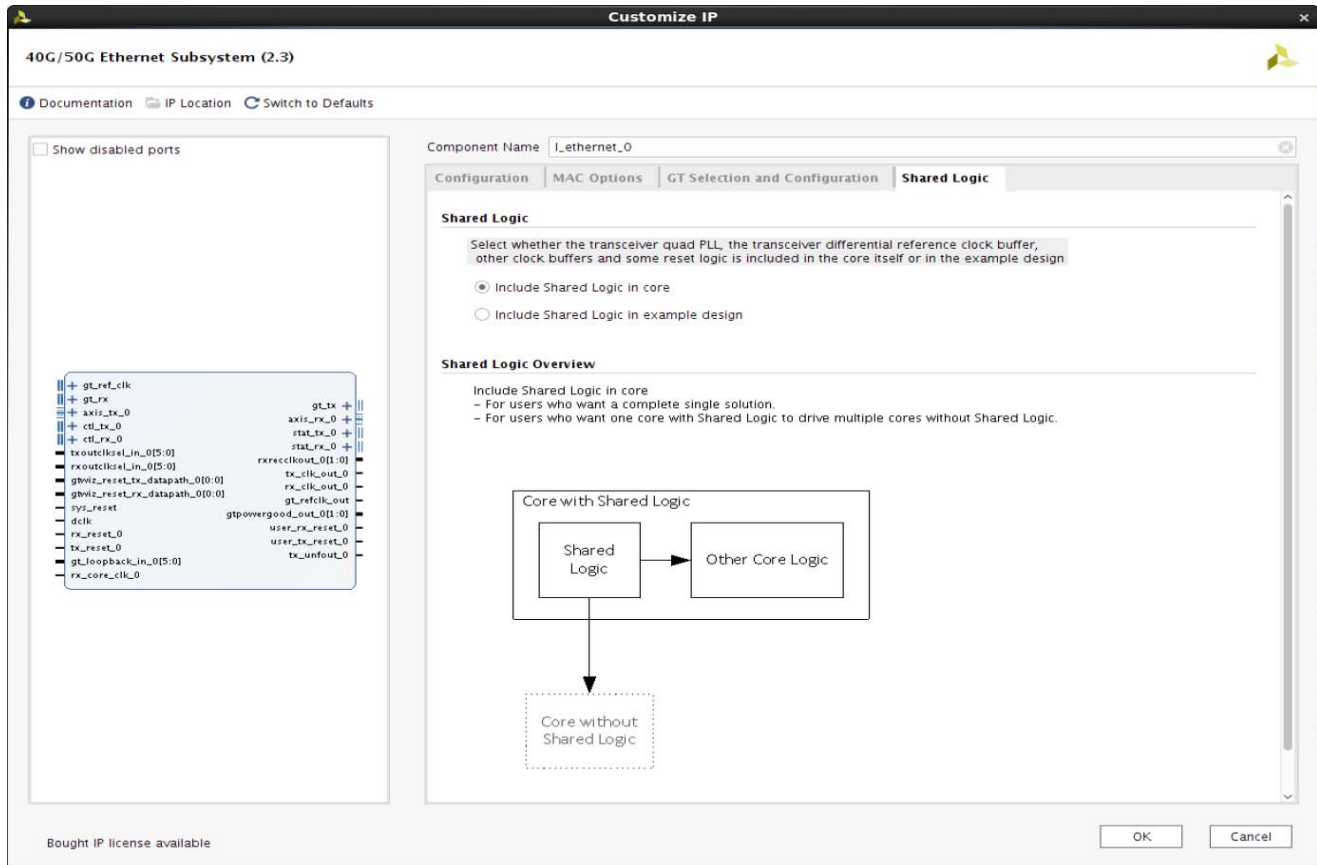 Customize IP
40G/50G Ethernet Subsystem (2.3)
Documentation IP Location Switch to Defaults
Show disabled ports
gt_ref_clk
gt_rx
axis_tx_0
ctl_tx_0
ctl_rx_0
txoutclksel_in_0[5:0]
rxoutclksel_in_0[5:0]
gtwiz_reset_tx_datapath_0[0:0]
gtwiz_reset_rx_datapath_0[0:0]
sys_reset
dclk
rx_reset_0
tx_reset_0
gt_loopback_in_0[5:0]
rx_core_clk_0
gt_tx
axis_rx_0
stat_tx_0
stat_rx_0
rxrecclkout_0[1:0]
tx_clk_out_0
rx_clk_out_0
gt_refclk_out
gtpowergood_out_0[1:0]
user_rx_reset_0
user_tx_reset_0
tx_unfout_0
Component Name l_ethernet_0
Configuration MAC Options GT Selection and Configuration Shared Logic
Shared Logic
Select whether the transceiver quad PLL, the transceiver differential reference clock buffer,
other clock buffers and some reset logic is included in the core itself or in the example design
Include Shared Logic in core
Include Shared Logic in example design
Shared Logic Overview
Include Shared Logic in core
– For users who want a complete single solution.
– For users who want one core with Shared Logic to drive multiple cores without Shared Logic.
Core with Shared Logic
Shared
Logic
Other Core Logic
Core without
Shared Logic
Bought IP license available
OK Cancel